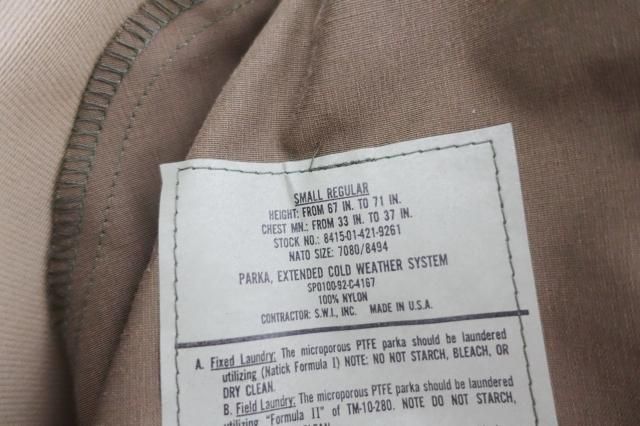 SMALL REGULAR
HEIGHT: FROM 67 IN. TO 71 IN.
CHEST MN.: FROM 33 IN. TO 37 IN.
STOCK NO.: 8415-01-421-9261
NATO SIZE: 7080/8494
PARKA, EXTENDED COLD WEATHER SYSTEM
SPO100-92-C-4167
100% NYLON
CONTRACTOR: S.W.I., INC. MADE IN U.S.A.
A. Fixed Laundry: The microporous PTFE parka should be laundered
utilizing (Natick Formula I) NOTE: NO NOT STARCH, BLEACH, OR
DRY CLEAN.
B. Field Laundry: The microporous PTFE parka should be laundered
utilizing "Formula II" of TM-10-280. NOTE DO NOT STARCH,